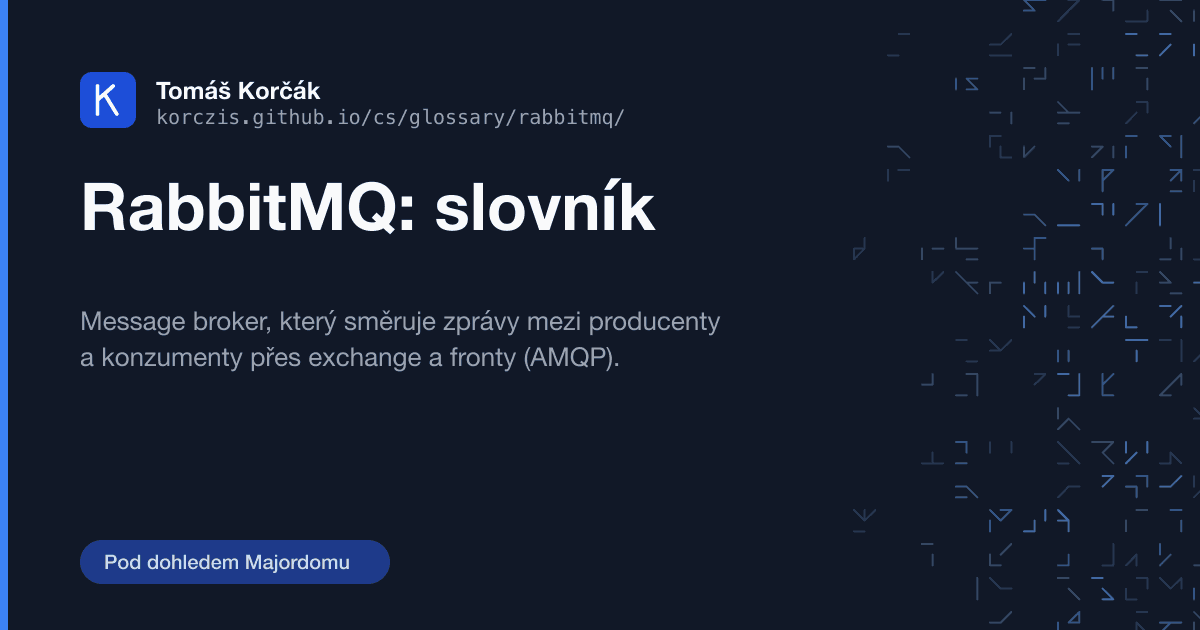 K
Tomáš Korčák
korczis.github.io/cs/glossary/rabbitmq/
RabbitMQ: slovník
Message broker, který směruje zprávy mezi producenty
a konzumenty přes exchange a fronty (AMQP).
Pod dohledem Majordomu